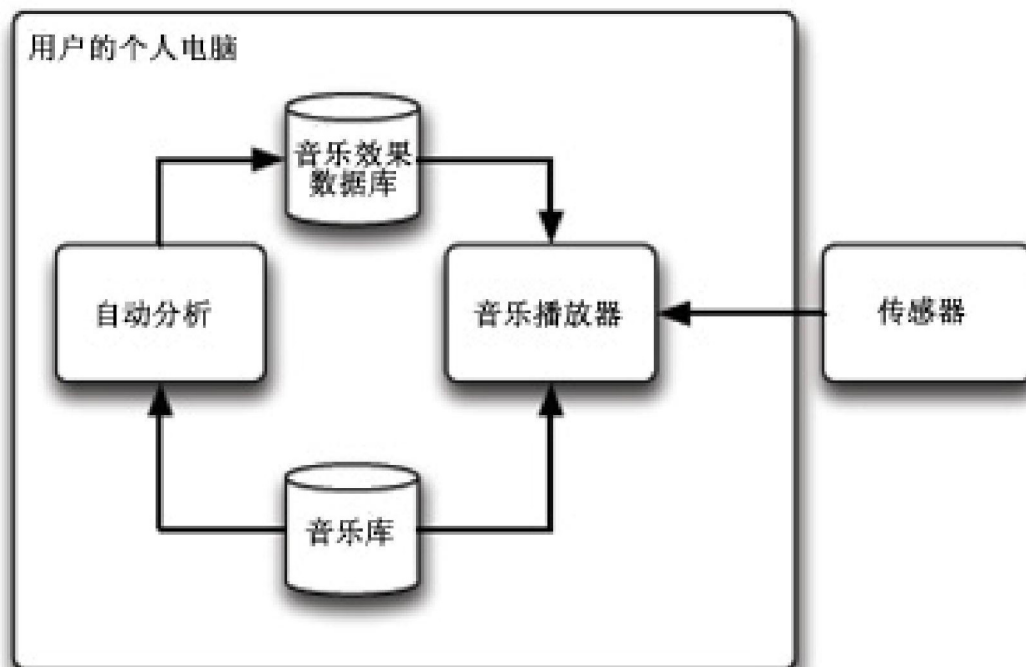 用户的个人电脑
音乐效果
数据库
自动分析
音乐播放器
传感器
音乐库